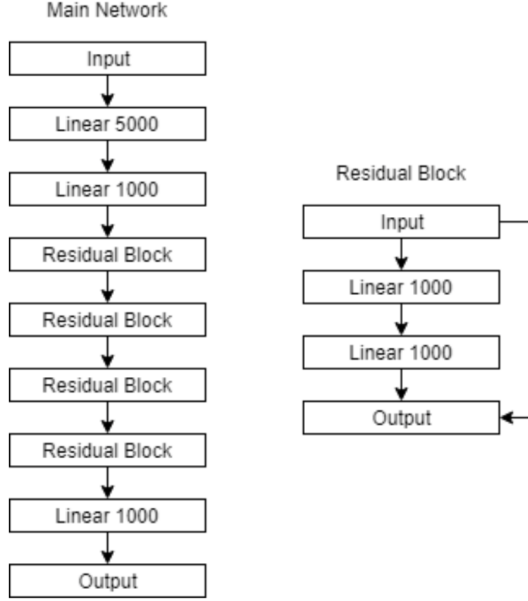 Main Network
Input
Linear 5000
Linear 1000
Residual Block
Residual Block
Residual Block
Residual Block
Linear 1000
Output
Residual Block
Input
Linear 1000
Linear 1000
Output